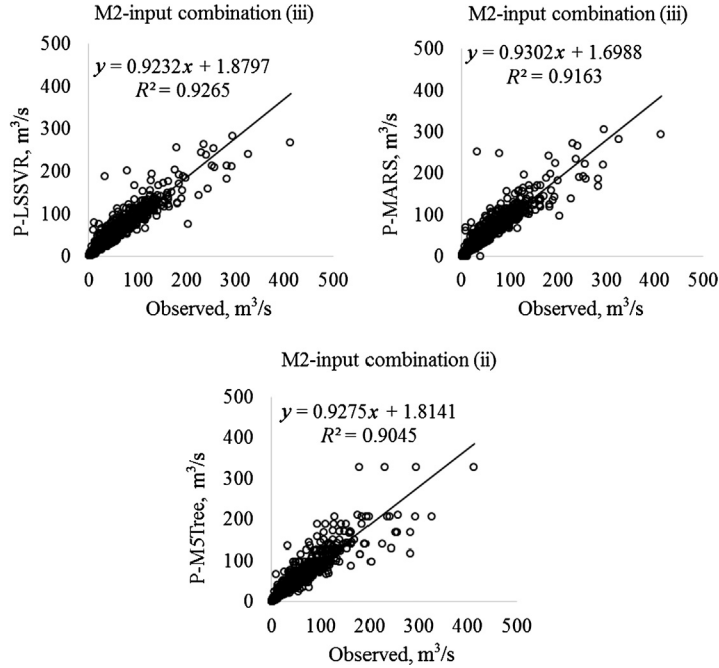 M2-input combination (iii)
y = 0.9232x + 1.8797
R² = 0.9265
500
400
300
200
100
0
P-LSSVR, m³/s
0 100 200 300 400 500
Observed, m³/s
M2-input combination (iii)
y = 0.9302x + 1.6988
R² = 0.9163
500
400
300
200
100
0
P-MARS, m³/s
0 100 200 300 400 500
Observed, m³/s
M2-input combination (ii)
y = 0.9275x + 1.8141
R² = 0.9045
500
400
300
200
100
0
P-M5Tree, m³/s
0 100 200 300 400 500
Observed, m³/s